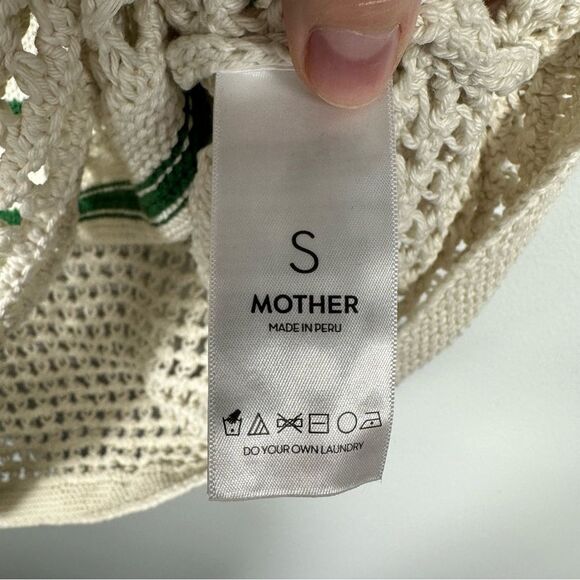 S
MOTHER
MADE IN PERU
DO YOUR OWN LAUNDRY